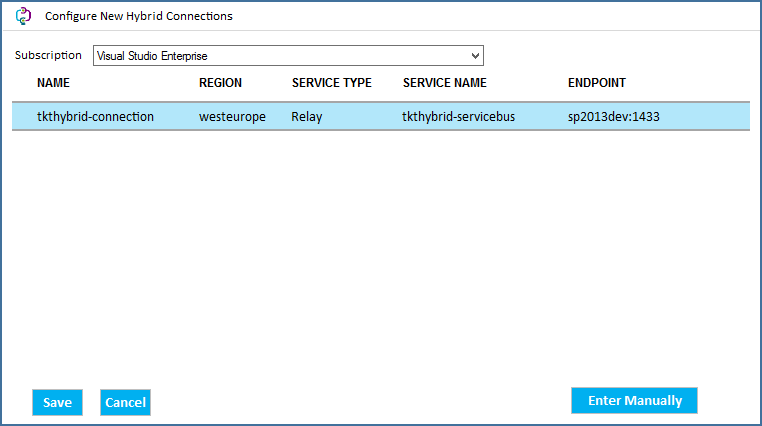 Configure New Hybrid Connections
Subscription Visual Studio Enterprise
NAME REGION SERVICE TYPE SERVICE NAME ENDPOINT
tkthybrid-connection westeurope Relay tkthybrid-servicebus sp2013dev:1433
Save Cancel Enter Manually